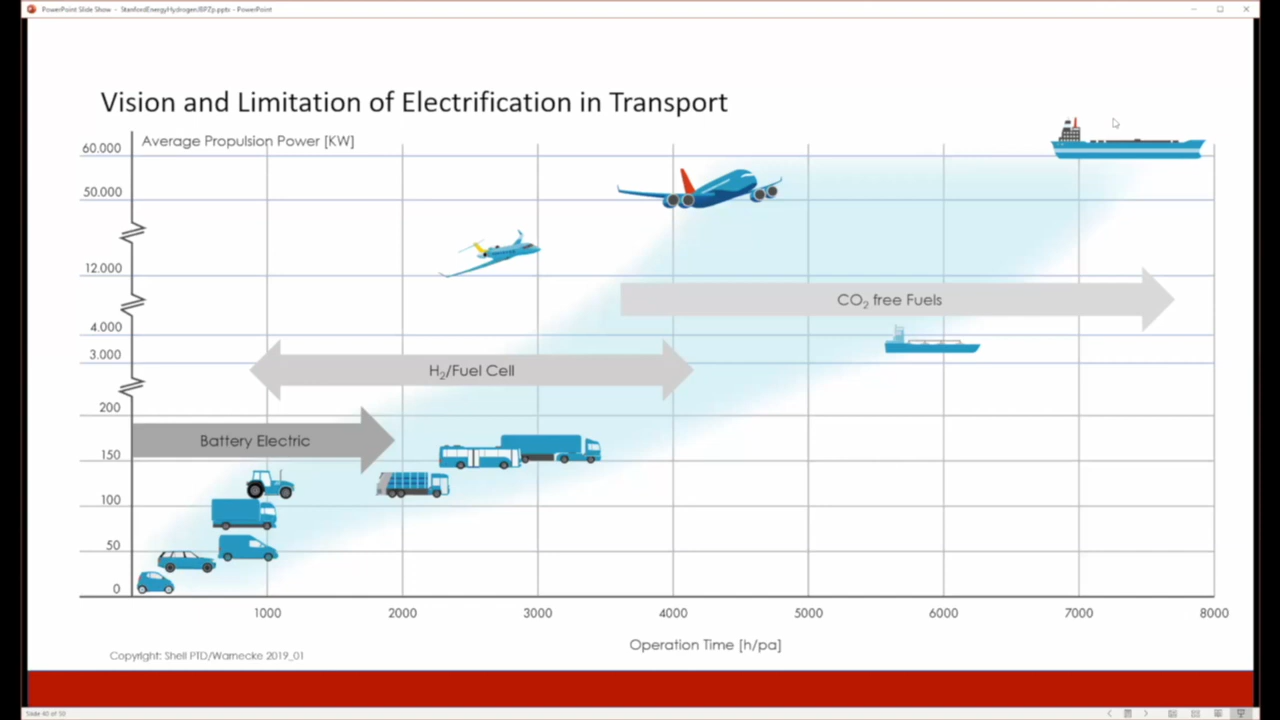 PowerPoint Slide Show - StanfordEnergyHydrogenJBPZp.pptx - PowerPoint
Vision and Limitation of Electrification in Transport
Average Propulsion Power [KW]
60.000
50.000
12.000
CO₂ free Fuels
4.000
3.000
H₂/Fuel Cell
200
Battery Electric
150
100
50
0
1000 2000 3000 4000 5000 6000 7000 8000
Operation Time [h/pa]
Copyright: Shell PTD/Warnecke 2019_01